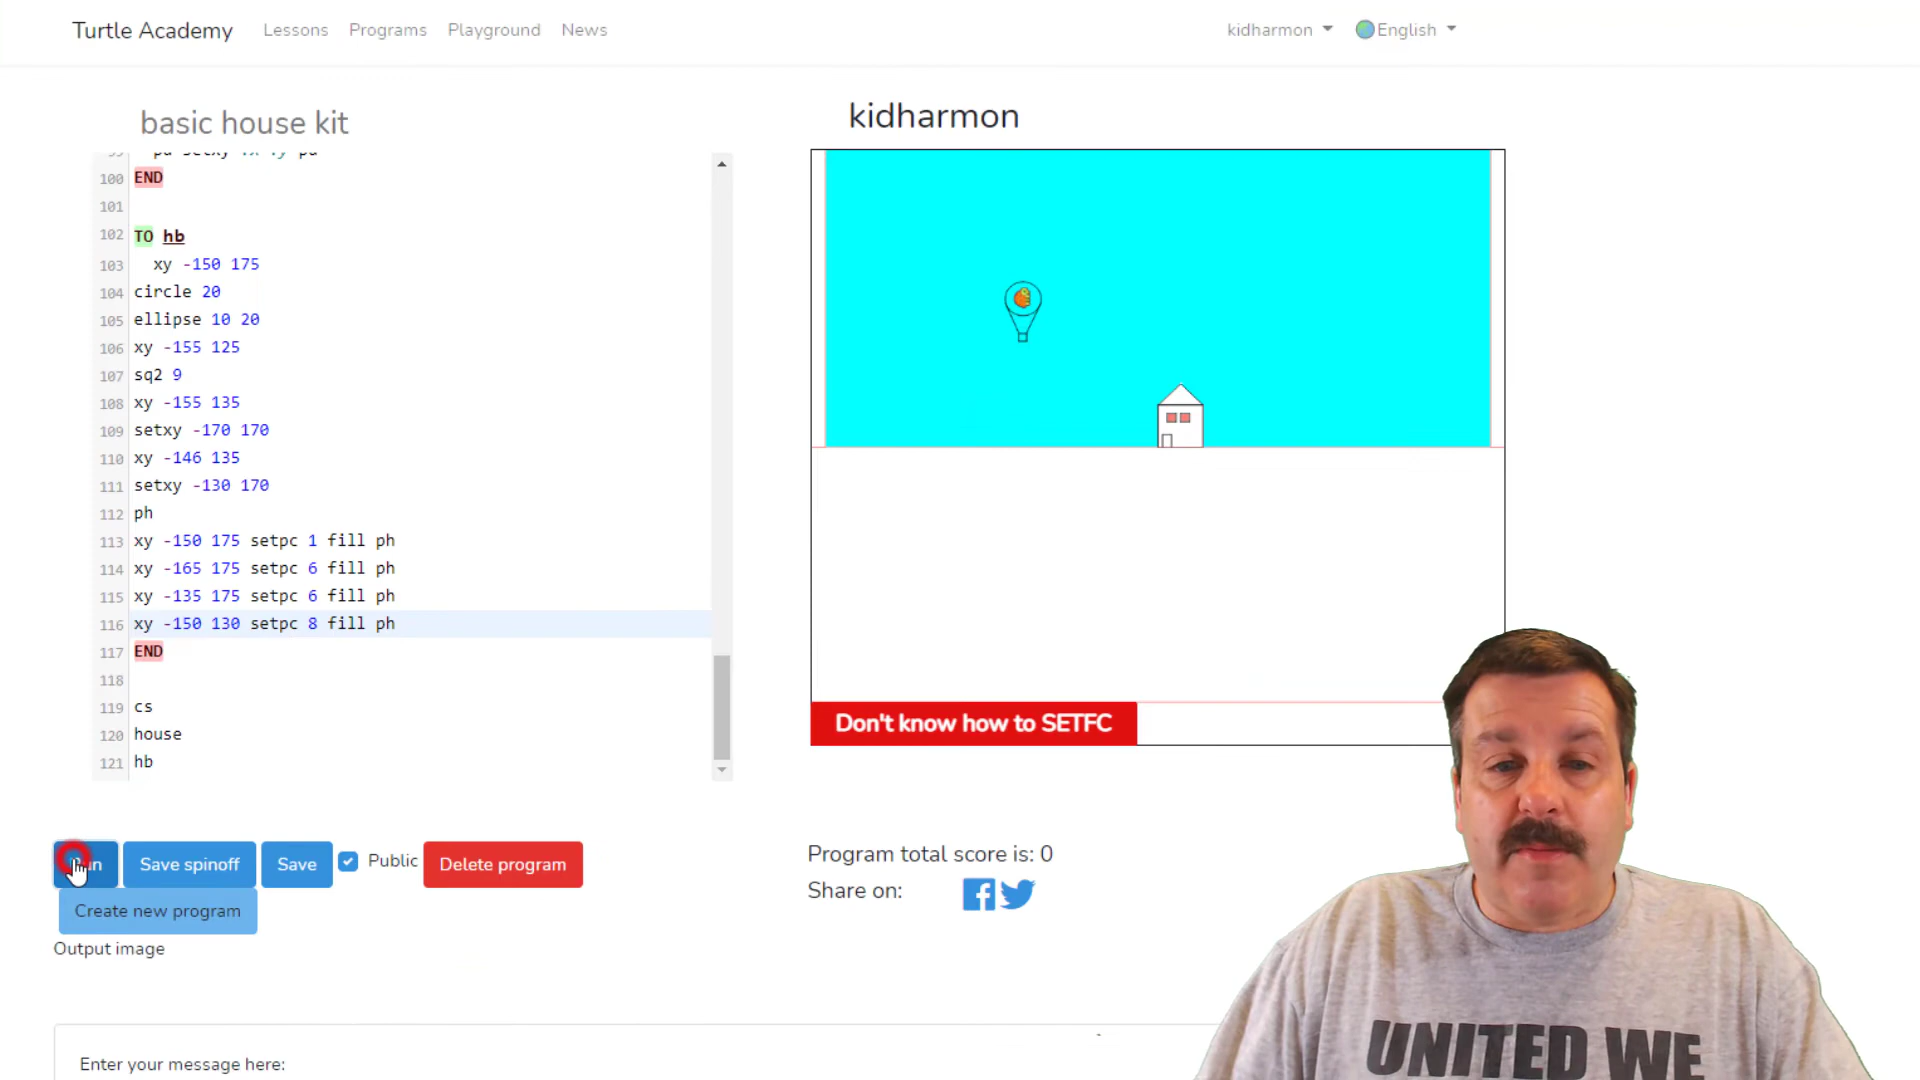 Turtle Academy Lessons Programs Playground News kidharmon English
basic house kit
100 END
101
102 TO hb
103 xy -150 175
104 circle 20
105 ellipse 10 20
106 xy -155 125
107 sq2 9
108 xy -155 135
109 setxy -170 170
110 xy -146 135
111 setxy -130 170
112 ph
113 xy -150 175 setpc 1 fill ph
114 xy -165 175 setpc 6 fill ph
115 xy -135 175 setpc 6 fill ph
116 xy -150 130 setpc 8 fill ph
117 END
118
119 cs
120 house
121 hb
kidharmon
Don't know how to SETFC
Save spinoff Save Public Delete program
Create new program
Output image
Program total score is: 0
Share on:
Enter your message here:
UNITED WE